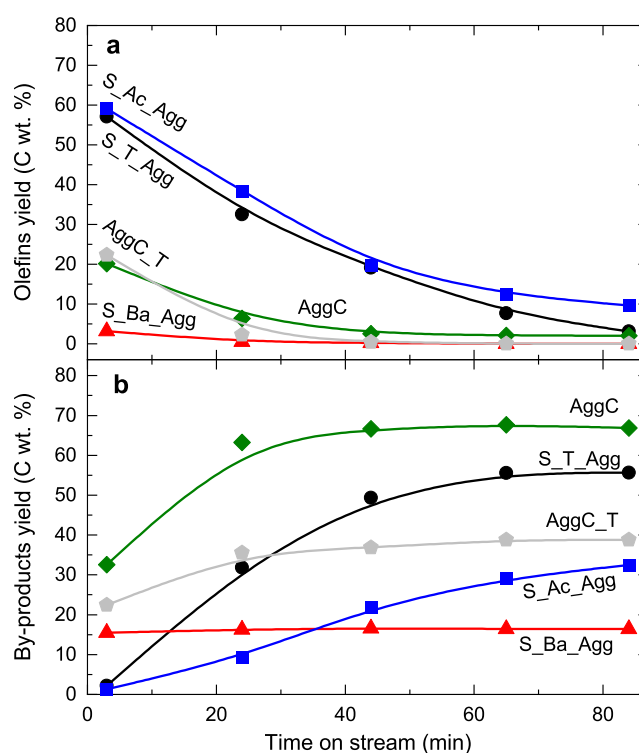 a
80
70
60
50
40
30
20
10
0
Olefins yield (C wt. %)
S_Ac_Agg
S_T_Agg
AggC_T
AggC
S_Ba_Agg
b
80
70
60
50
40
30
20
10
0
By-products yield (C wt. %)
AggC
S_T_Agg
AggC_T
S_Ac_Agg
S_Ba_Agg
0 20 40 60 80
Time on stream (min)